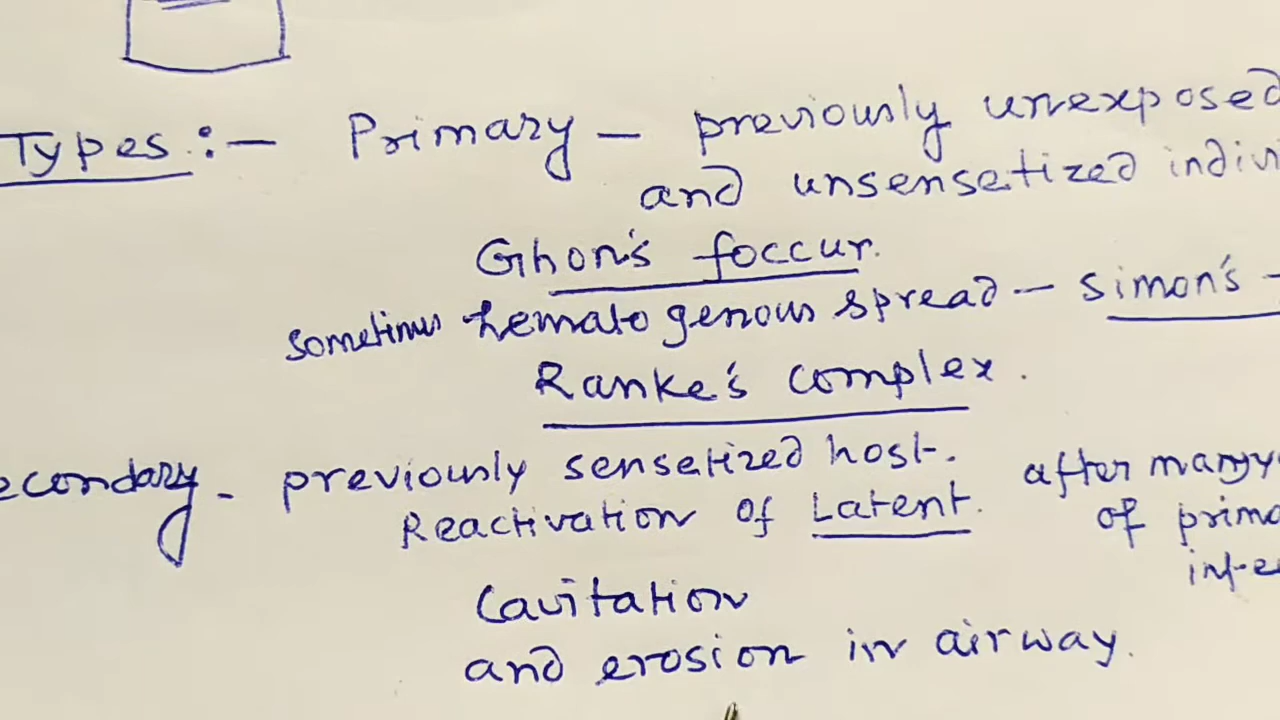 Types :- Primary - previously unexposed
and unsensetized indivi
Ghon's foccur.
sometimes hematogenous spread - Simon's -
Ranke's complex.
econdary - previously sensetized host. after many y
Reactivation of Latent. of prima
infe
Cavitation
and erosion in airway.